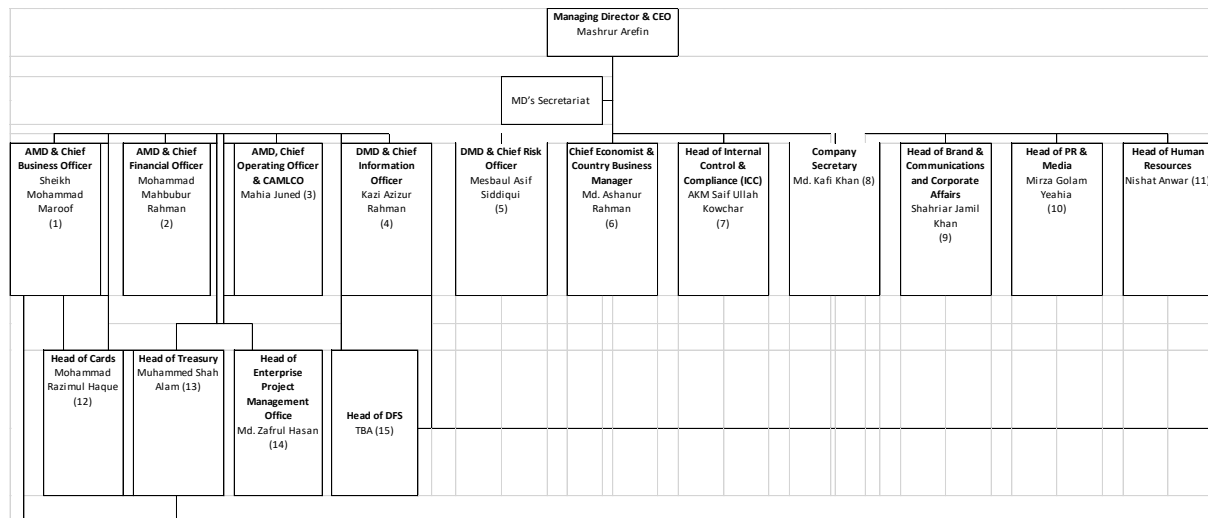 Managing Director & CEO
Mashrur Arefin
MD's Secretariat
AMD & Chief
Business Officer
Sheikh
Mohammad
Maroof
(1)
AMD & Chief
Financial Officer
Mohammad
Mahbubur
Rahman
(2)
AMD, Chief
Operating Officer
& CAMLCO
Mahia Juned (3)
DMD & Chief
Information
Officer
Kazi Azizur
Rahman
(4)
DMD & Chief Risk
Officer
Mesbaul Asif
Siddiqui
(5)
Chief Economist &
Country Business
Manager
Md. Ashanur
Rahman
(6)
Head of Internal
Control &
Compliance (ICC)
AKM Saif Ullah
Kowchar
(7)
Company
Secretary
Md. Kafi Khan (8)
Head of Brand &
Communications
and Corporate
Affairs
Shahriar Jamil
Khan
(9)
Head of PR &
Media
Mirza Golam
Yeahia
(10)
Head of Human
Resources
Nishat Anwar (11)
Head of Cards
Mohammad
Razimul Haque
(12)
Head of Treasury
Muhammed Shah
Alam (13)
Head of
Enterprise
Project
Management
Office
Md. Zafrul Hasan
(14)
Head of DFS
TBA (15)